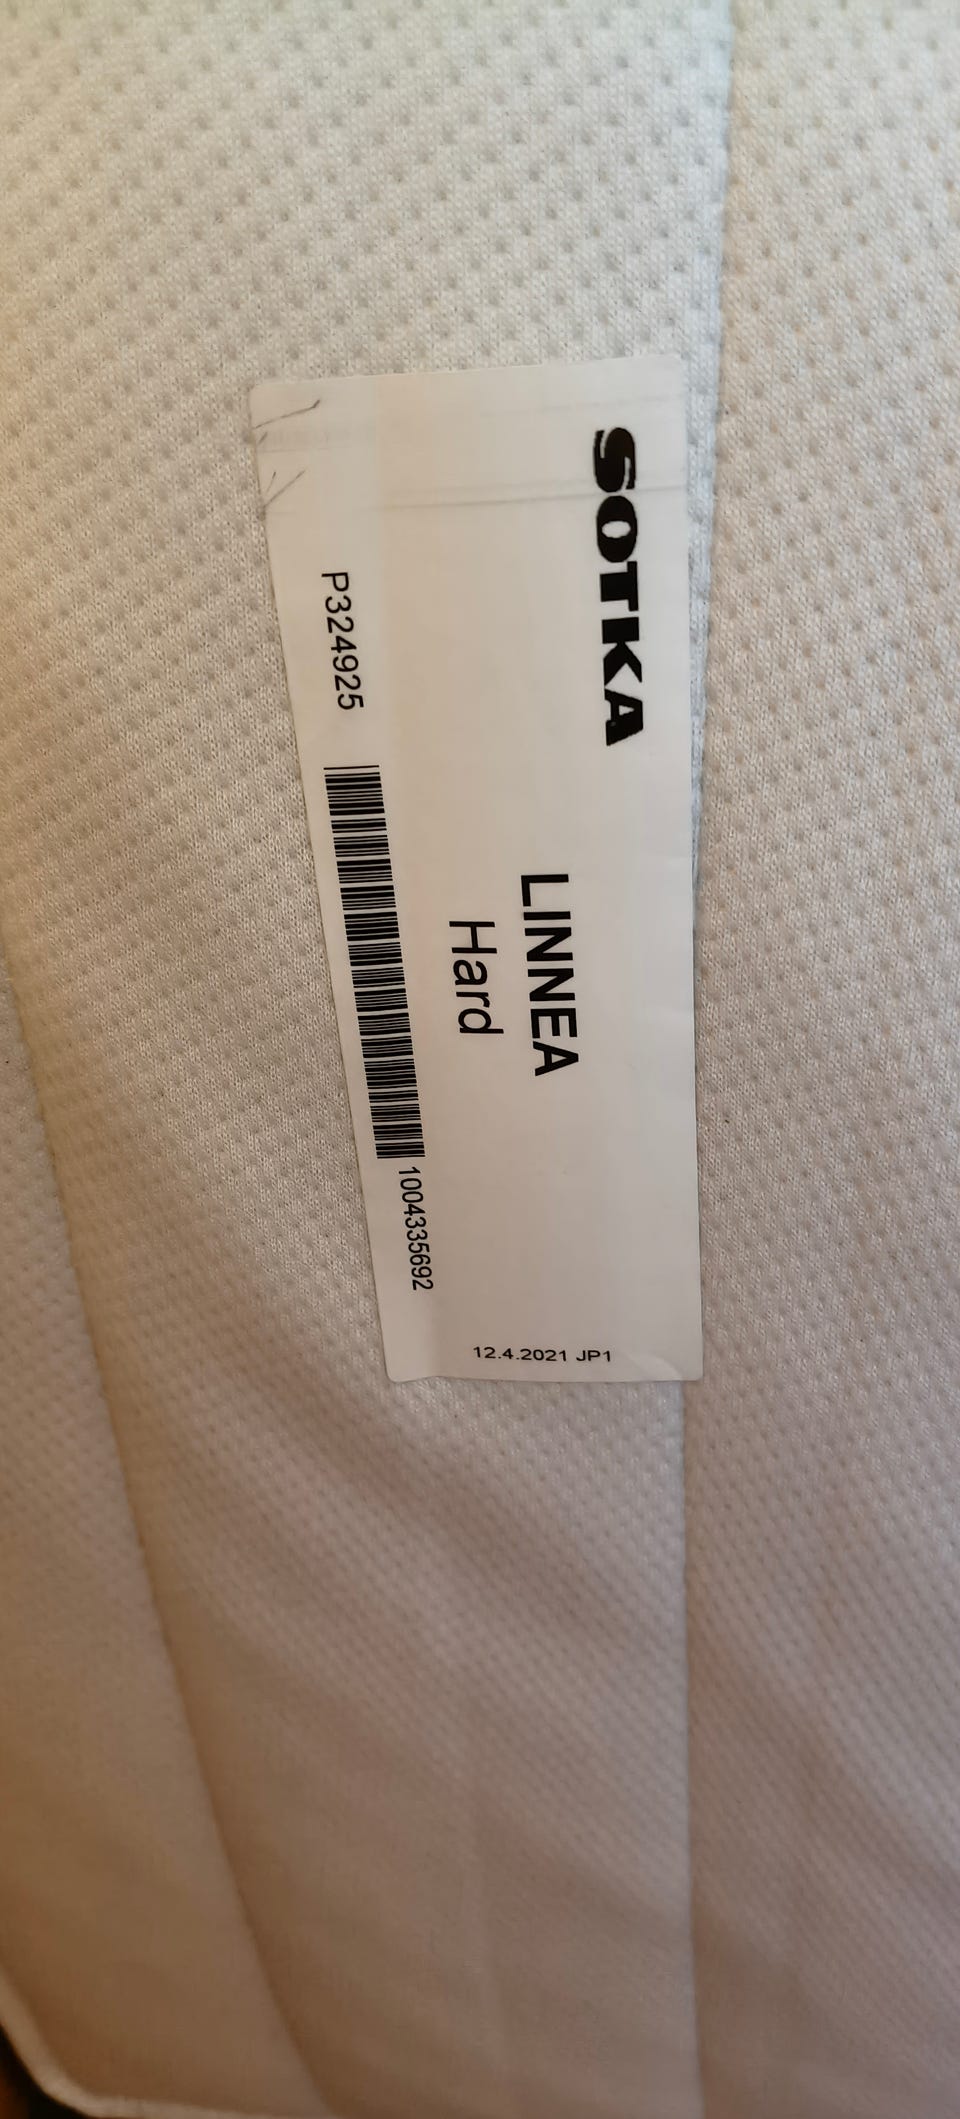 SOTKA
LINNEA
Hard
P324925
1004335692
12.4.2021 JP1